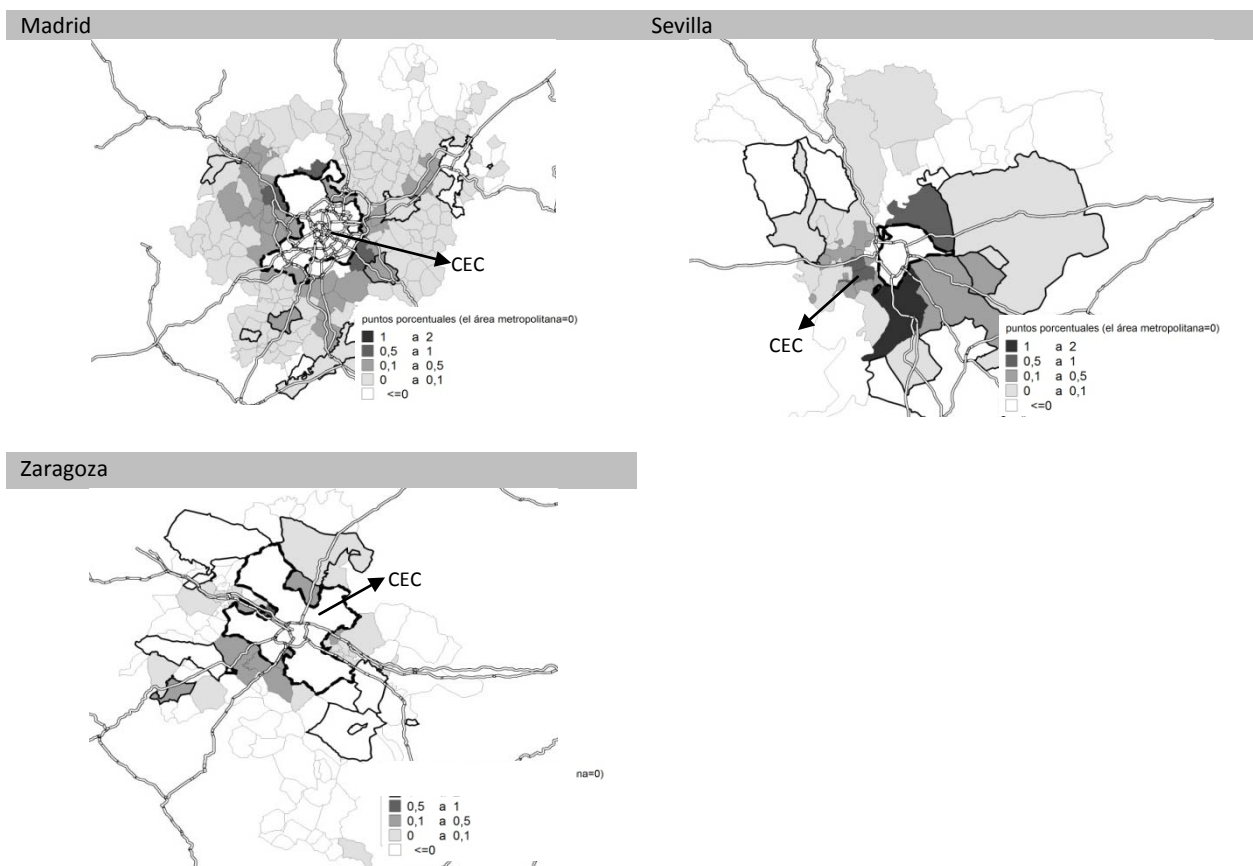 Madrid
Sevilla
CEC
puntos porcentuales (el área metropolitana=0)
1 a 2
0,5 a 1
0,1 a 0,5
0 a 0,1
<=0
CEC
puntos porcentuales (el área metropolitana=0)
1 a 2
0,5 a 1
0,1 a 0,5
0 a 0,1
<=0
Zaragoza
CEC
na=0)
0,5 a 1
0,1 a 0,5
0 a 0,1
<=0